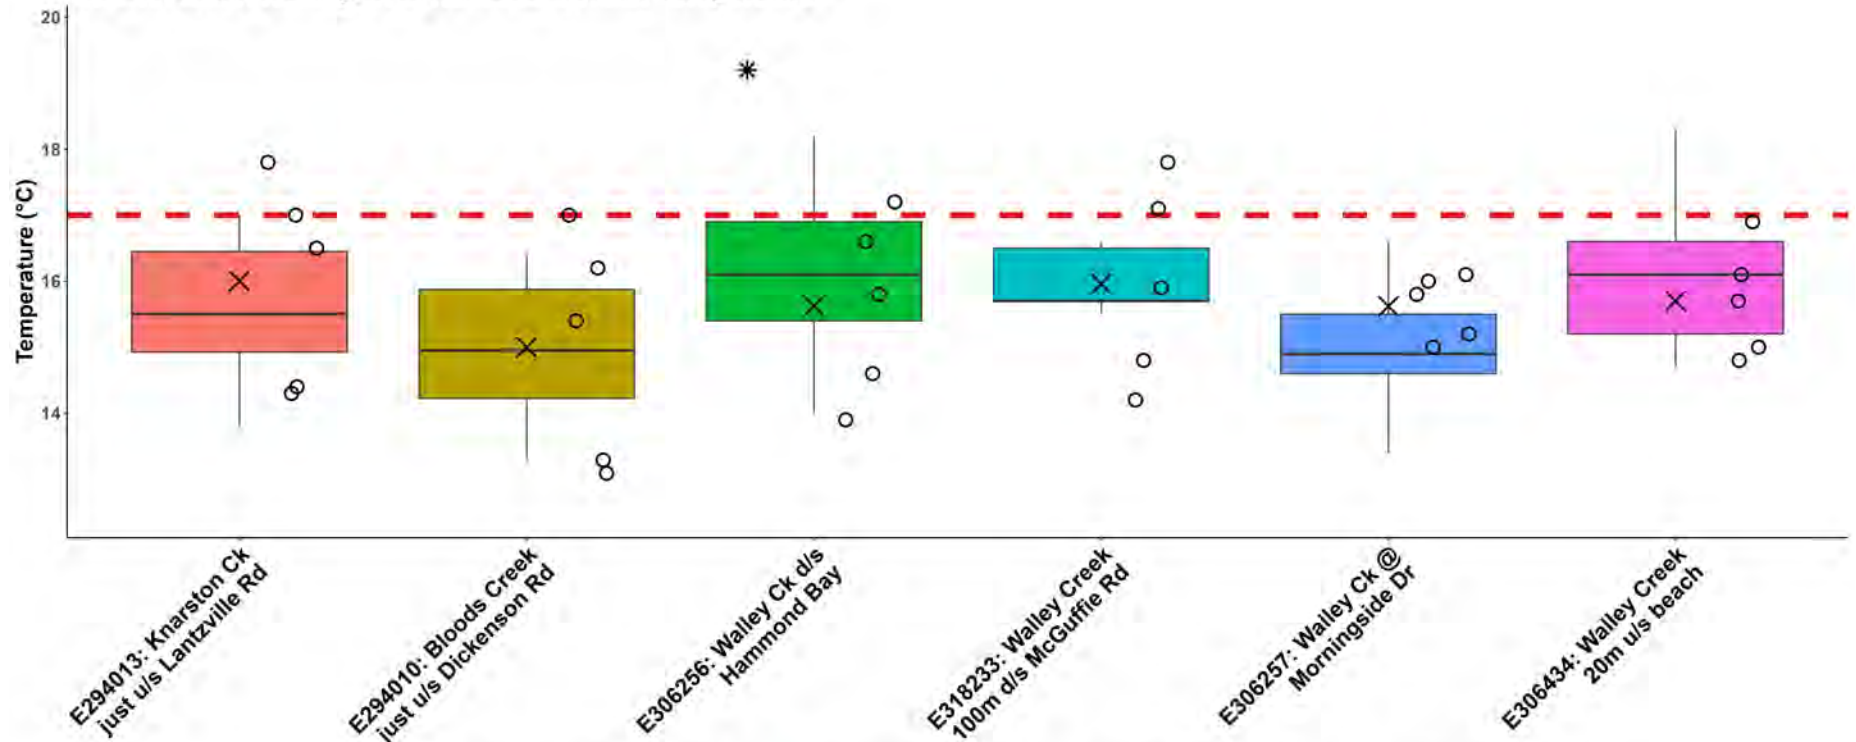 20
18
16
14
Temperature (°C)
E294013: Knarston Ck
just u/s Lantzville Rd
E294010: Bloods Creek
just u/s Dickenson Rd
E306256: Walley Ck d/s
Hammond Bay
E318233: Walley Creek
100m d/s McGuffie Rd
E306257: Walley Ck @
Morningside Dr
E306434: Walley Creek
20m u/s beach